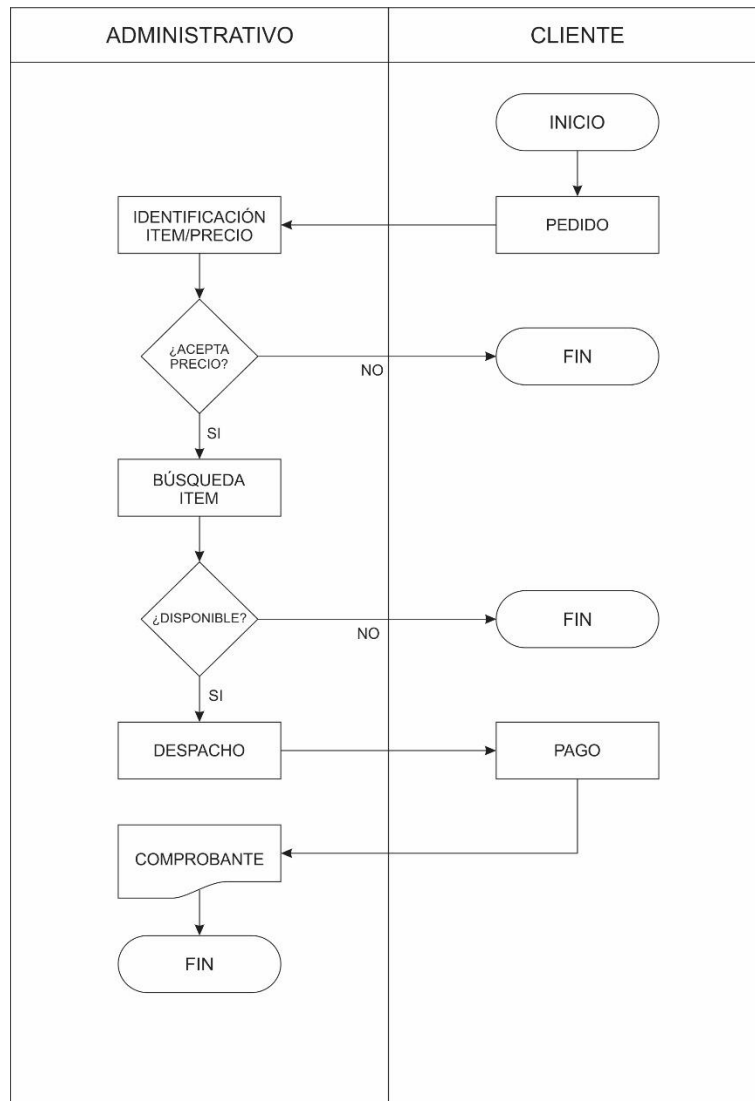 ADMINISTRATIVO
CLIENTE
INICIO
IDENTIFICACIÓN
ITEM/PRECIO
PEDIDO
¿ACEPTA
PRECIO?
NO
FIN
SI
BÚSQUEDA
ITEM
¿DISPONIBLE?
NO
FIN
SI
DESPACHO
PAGO
COMPROBANTE
FIN